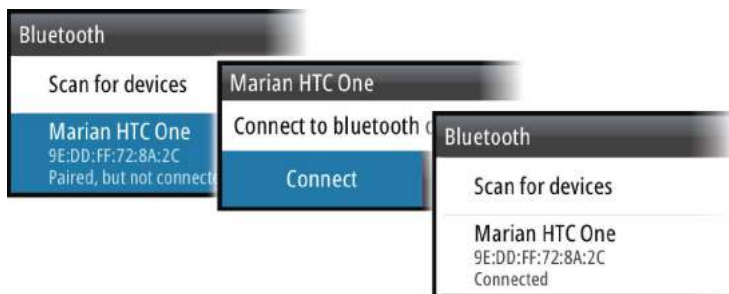 Bluetooth
Scan for devices
Marian HTC One
9E:DD:FF:72:8A:2C
Paired, but not
Marian HTC One
Connect to bluetooth
Connect
Bluetooth
Scan for devices
Marian HTC One
9E:DD:FF:72:8A:2C
Connected